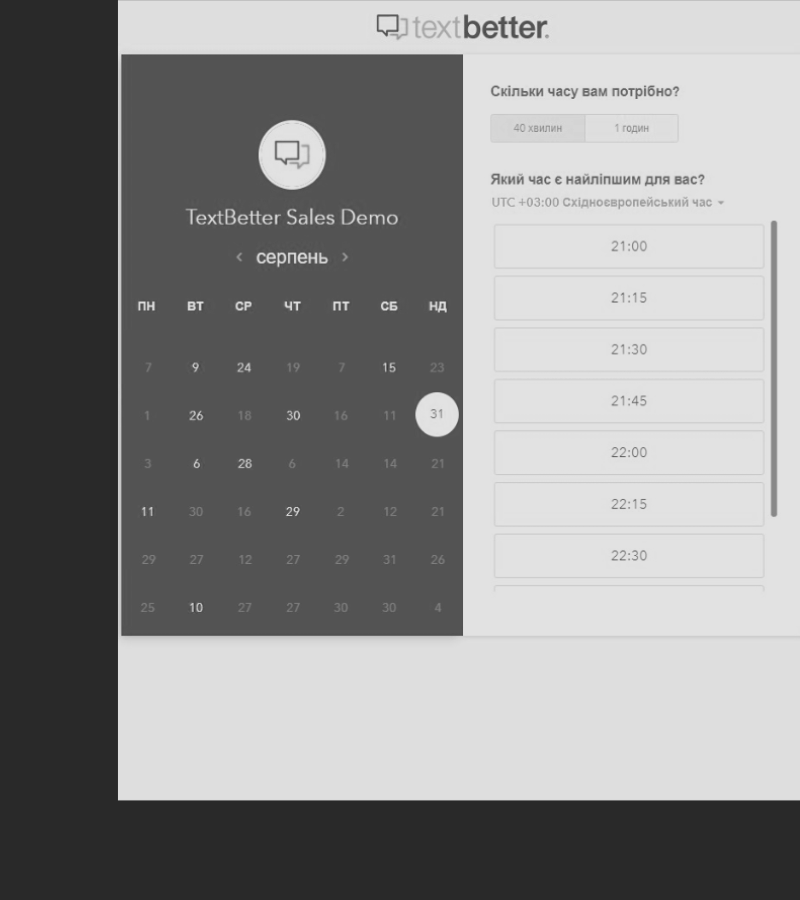 textbetter.
TextBetter Sales Demo
‹ серпень ›
ПН ВТ СР ЧТ ПТ СБ НД
7 9 24 19 7 15 23
1 26 18 30 16 11 31
3 6 28 6 14 14 21
11 30 16 29 2 12 21
29 27 12 27 29 31 26
25 10 27 27 30 30 4
Скільки часу вам потрібно?
40 хвилин 1 годин
Який час є найліпшим для вас?
UTC +03:00 Східноєвропейський час
21:00
21:15
21:30
21:45
22:00
22:15
22:30